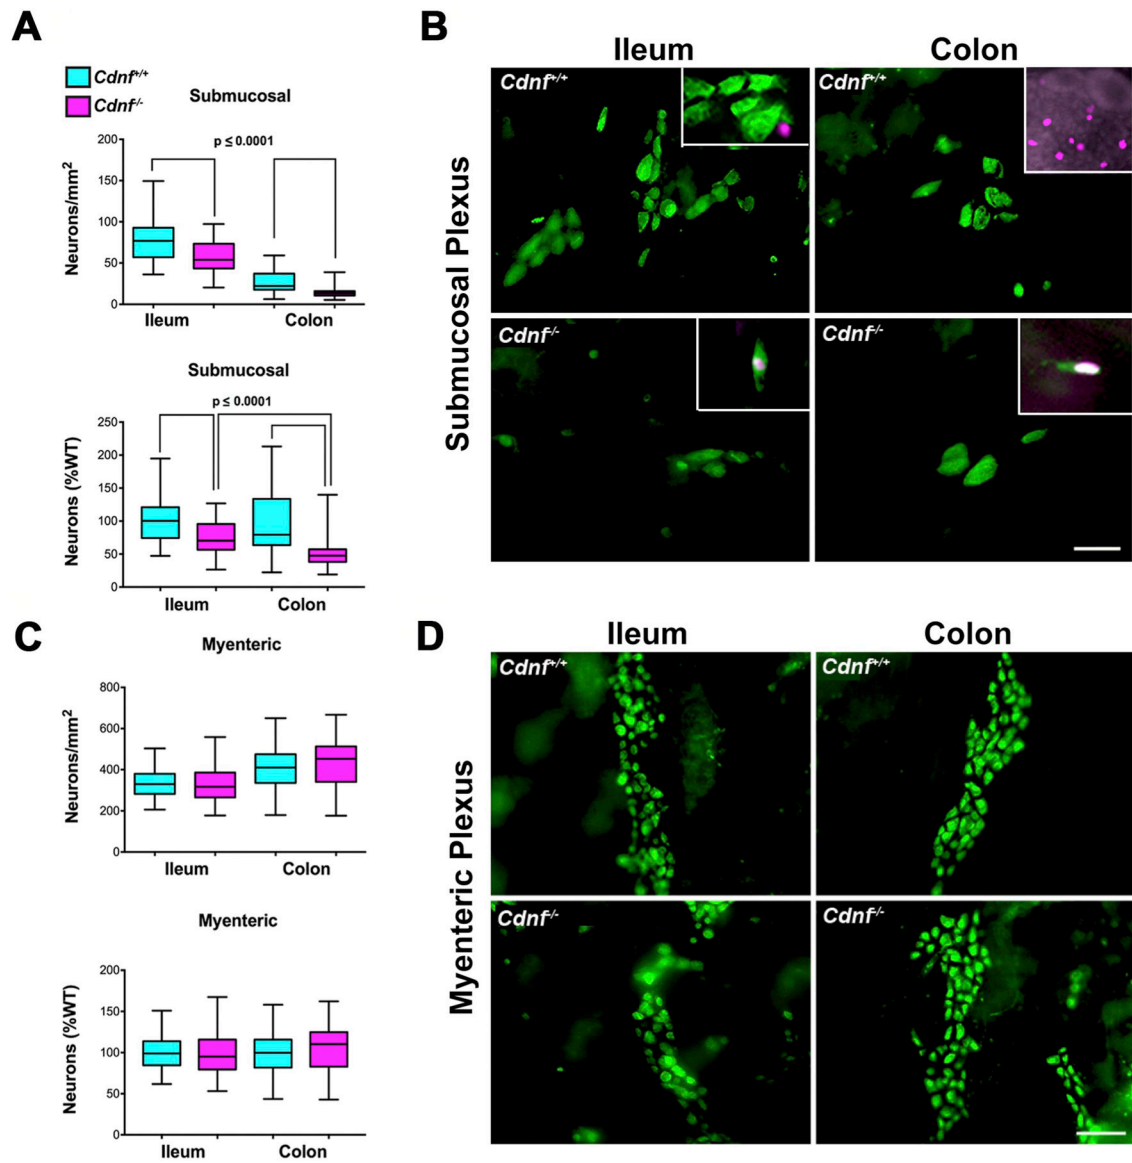 A
Cdnf+/+
Cdnf-/-
Submucosal
p ≤ 0.0001
200
150
100
50
0
Neurons/mm2
Ileum
Colon
Submucosal
p ≤ 0.0001
250
200
150
100
50
0
Neurons (%WT)
Ileum
Colon
B
Ileum
Colon
Submucosal Plexus
Cdnf+/+
Cdnf+/+
Cdnf-/-
Cdnf-/-
C
Myenteric
800
600
400
200
0
Neurons/mm2
Ileum
Colon
Myenteric
200
150
100
50
0
Neurons (%WT)
Ileum
Colon
D
Ileum
Colon
Myenteric Plexus
Cdnf+/+
Cdnf+/+
Cdnf-/-
Cdnf-/-